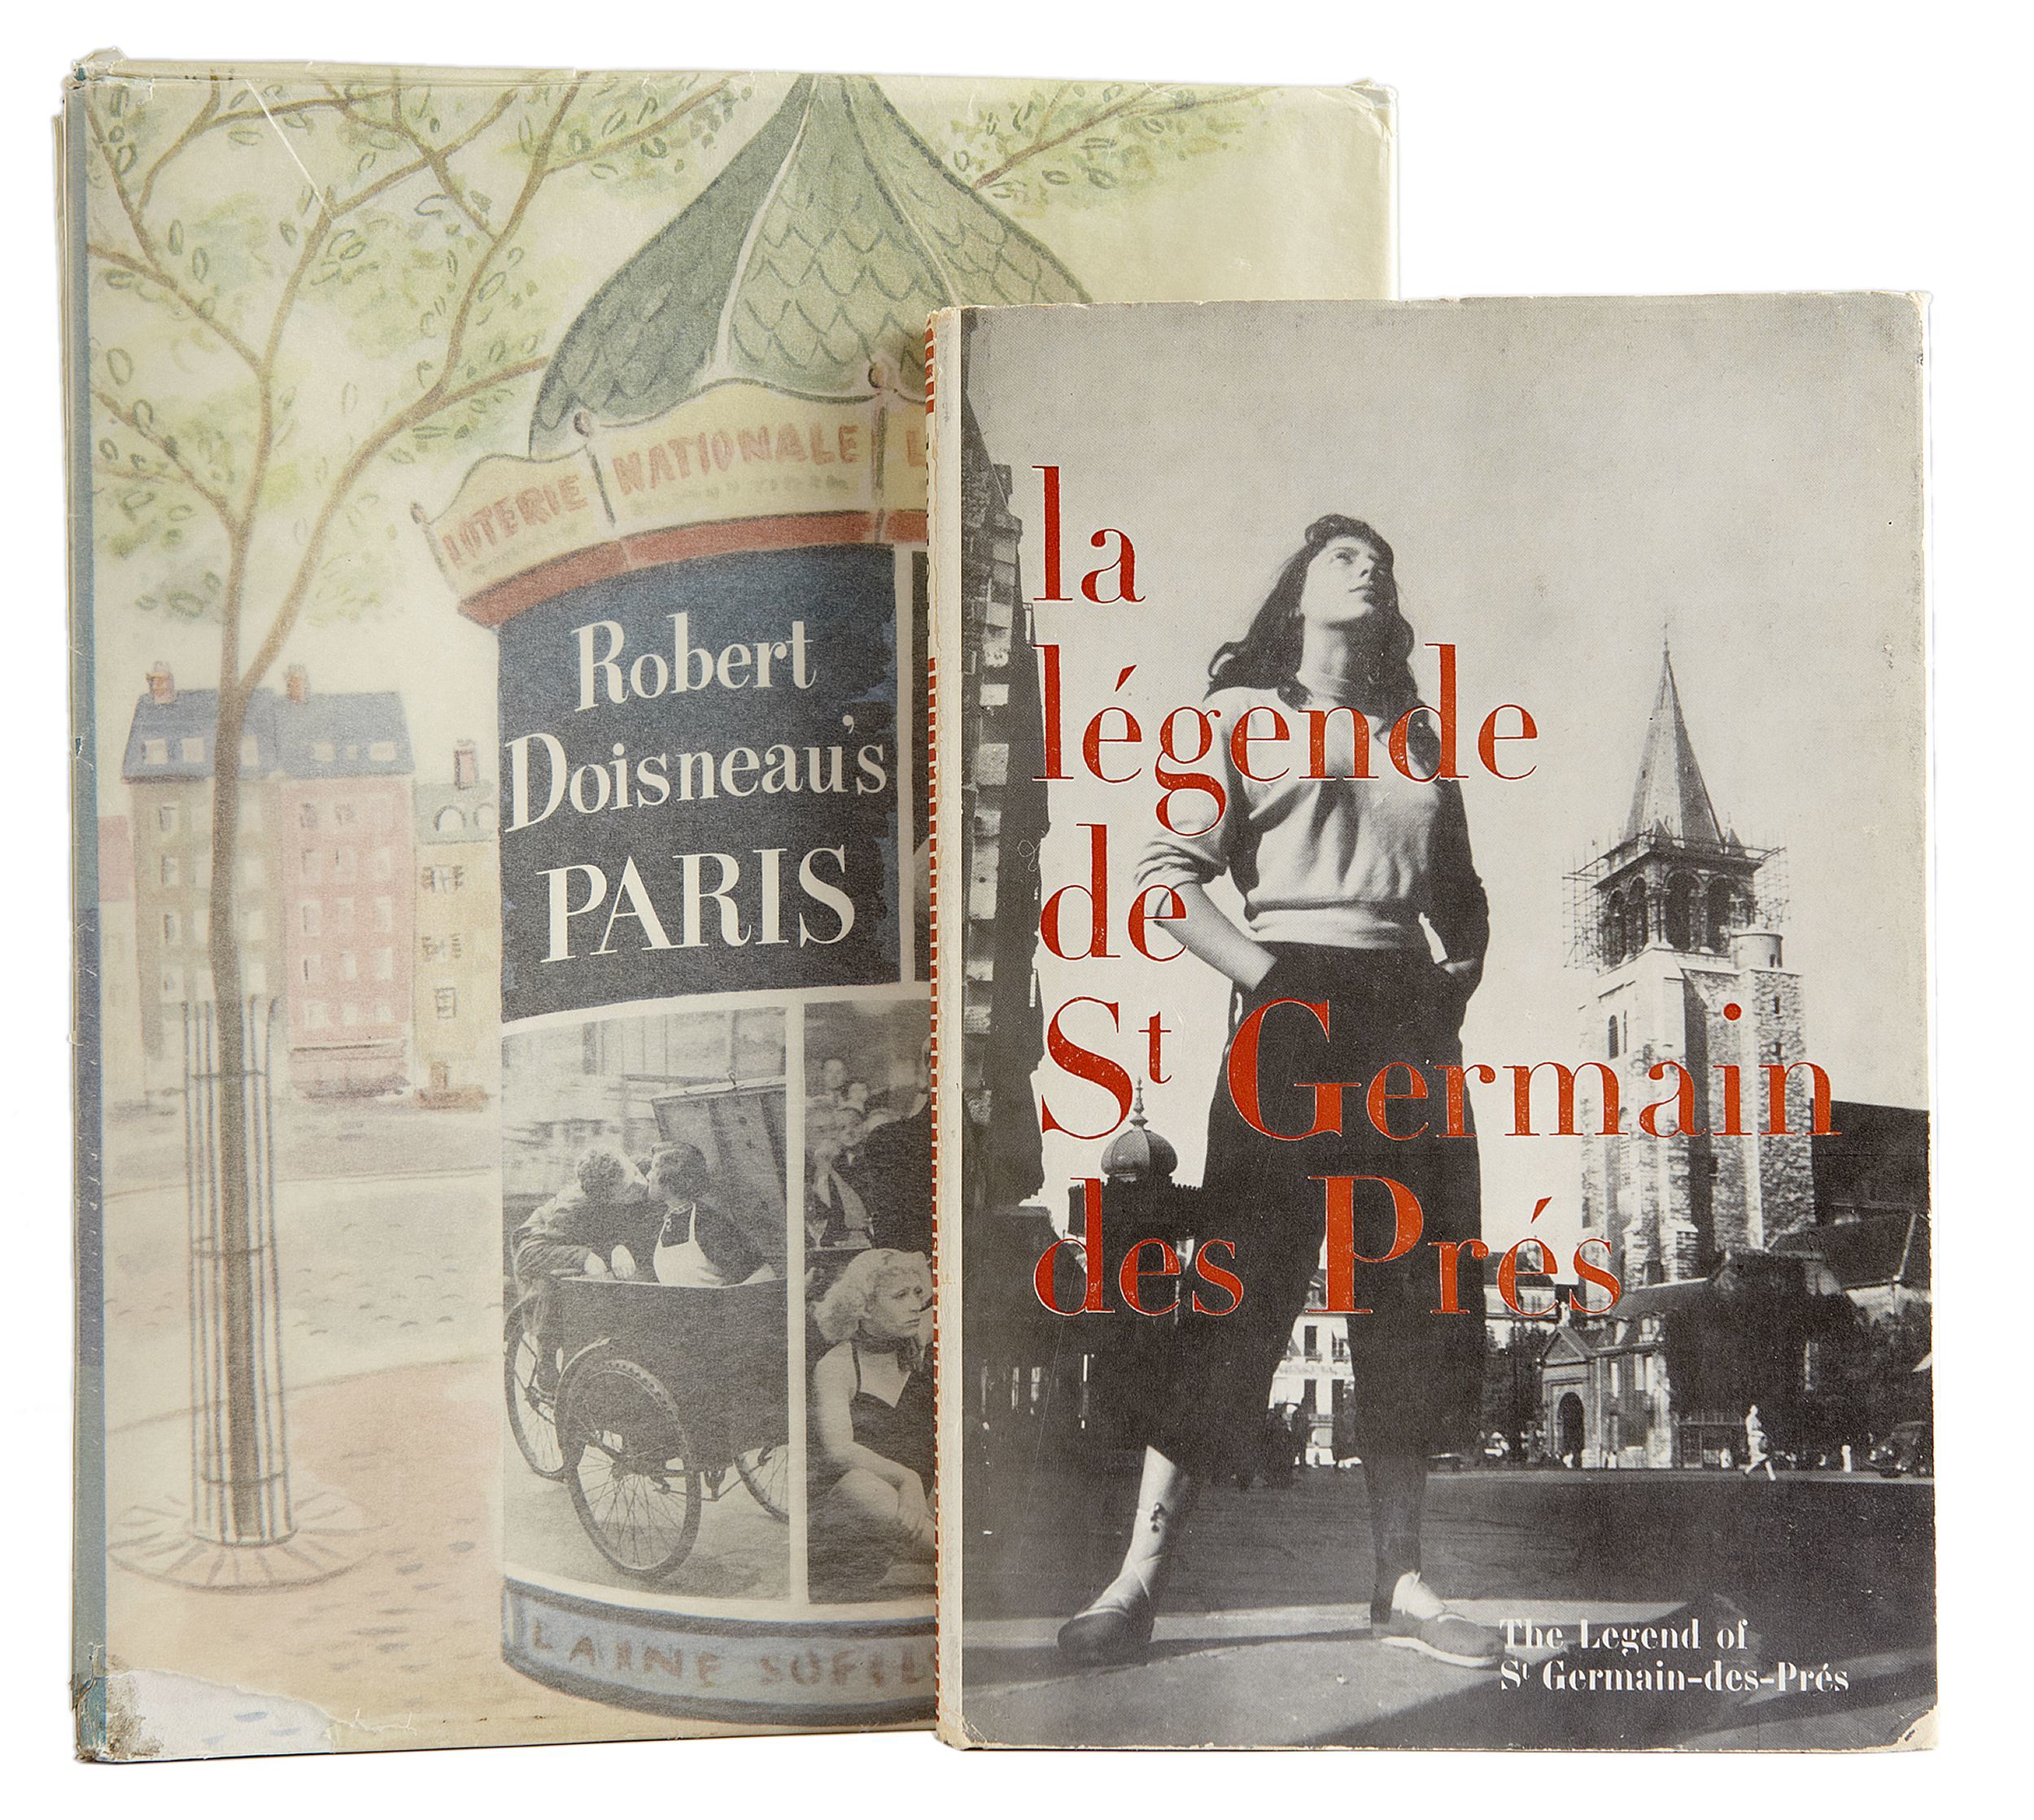 LOTERIE NATIONALE L
Robert
Doisneau's
PARIS
LAINE SOFIL
la
légende
de
St Germain
des Prés
The Legend of
St Germain-des-Prés